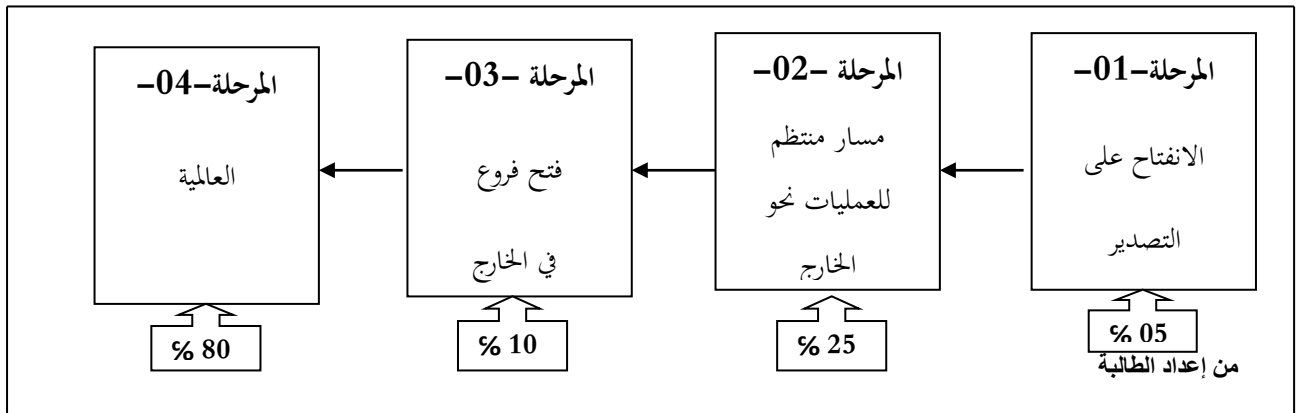 المرحلة-01-
الانفتاح على
التصدير
المرحلة -02-
مسار منتظم
للعمليات نحو
الخارج
المرحلة -03-
فتح فروع
في الخارج
المرحلة-04-
العالمية
05 %
25 %
10 %
80 %
من إعداد الطالبة